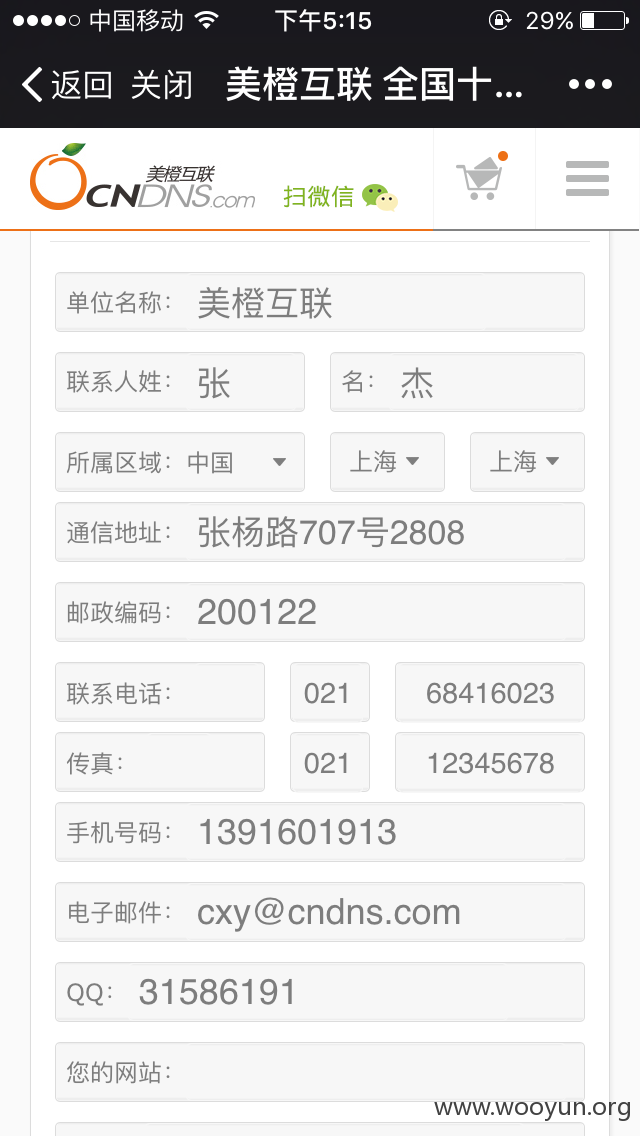 中国移动 下午5:15 29%
返回 关闭 美橙互联 全国十...
美橙互联
CNDNS.com 扫微信
单位名称： 美橙互联
联系人姓： 张 名： 杰
所属区域： 中国 上海 上海
通信地址： 张杨路707号2808
邮政编码： 200122
联系电话： 021 68416023
传真： 021 12345678
手机号码： 1391601913
电子邮件： cxy@cndns.com
QQ： 31586191
您的网站：
www.wooyun.org